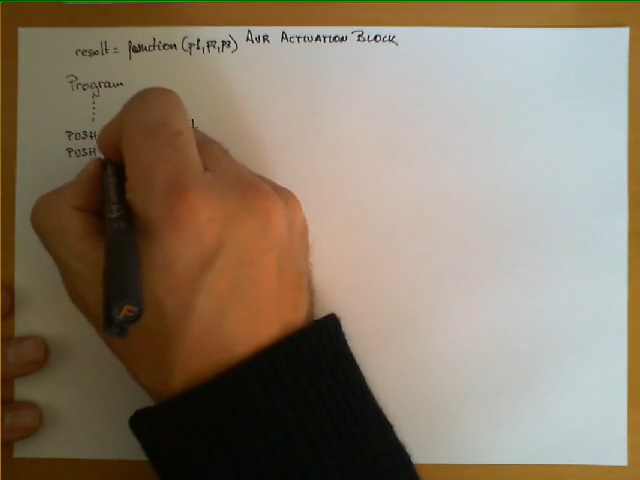 result = function (p1, p2, p3) AVR ACTIVATION BLOCK
Program
PUSH
PUSH